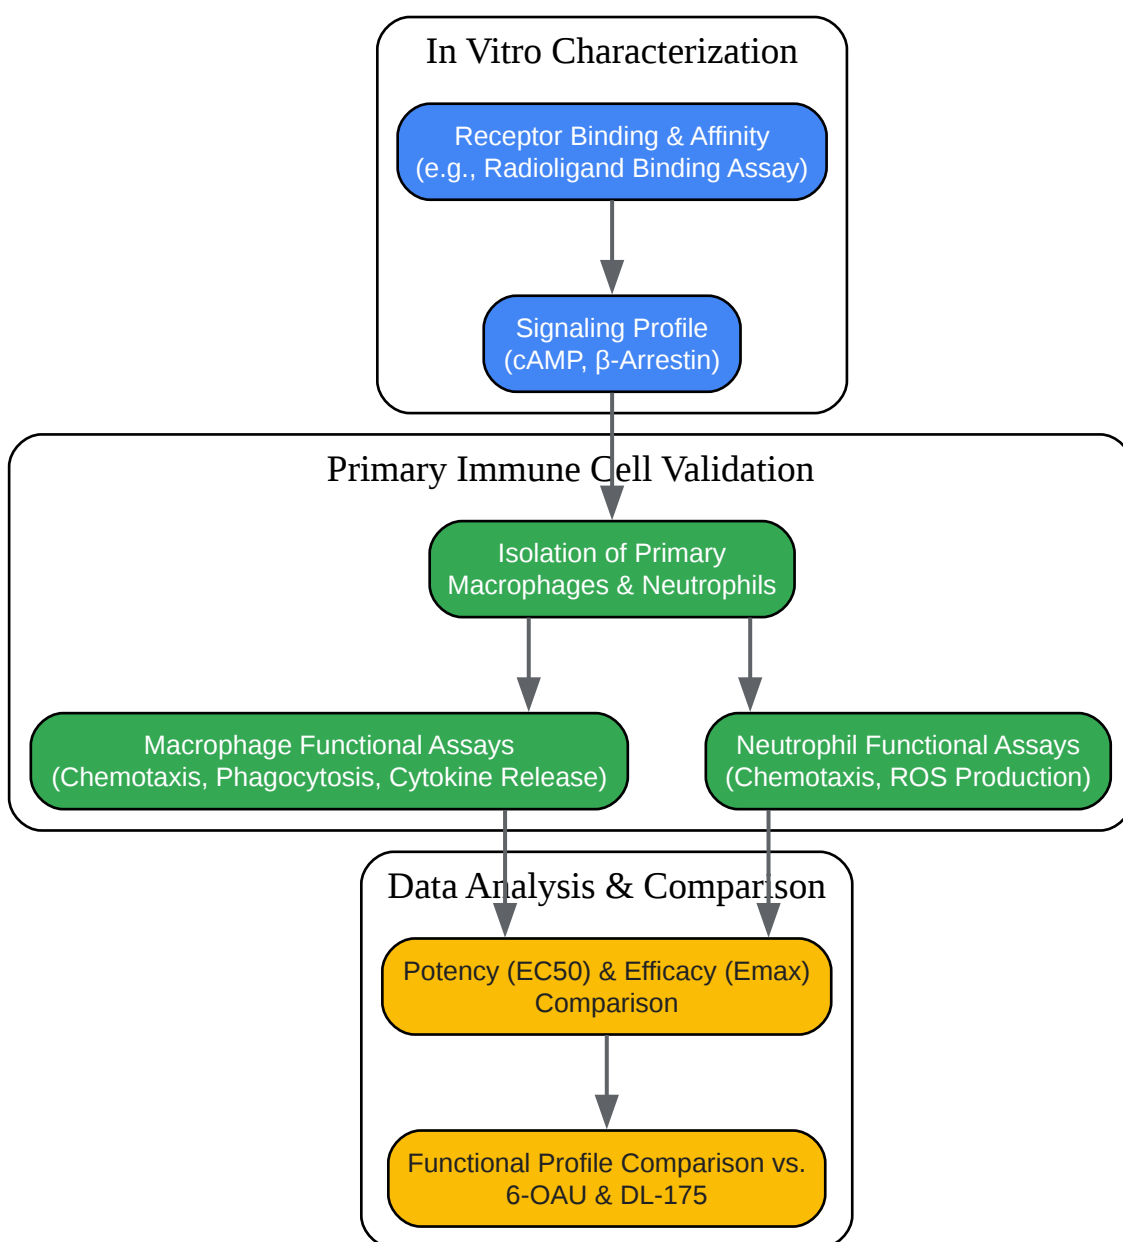 In Vitro Characterization
Receptor Binding & Affinity
(e.g., Radioligand Binding Assay)
Signaling Profile
(cAMP, β-Arrestin)
Primary Immune Cell Validation
Isolation of Primary
Macrophages & Neutrophils
Macrophage Functional Assays
(Chemotaxis, Phagocytosis, Cytokine Release)
Neutrophil Functional Assays
(Chemotaxis, ROS Production)
Data Analysis & Comparison
Potency (EC50) & Efficacy (Emax)
Comparison
Functional Profile Comparison vs.
6-OAU & DL-175